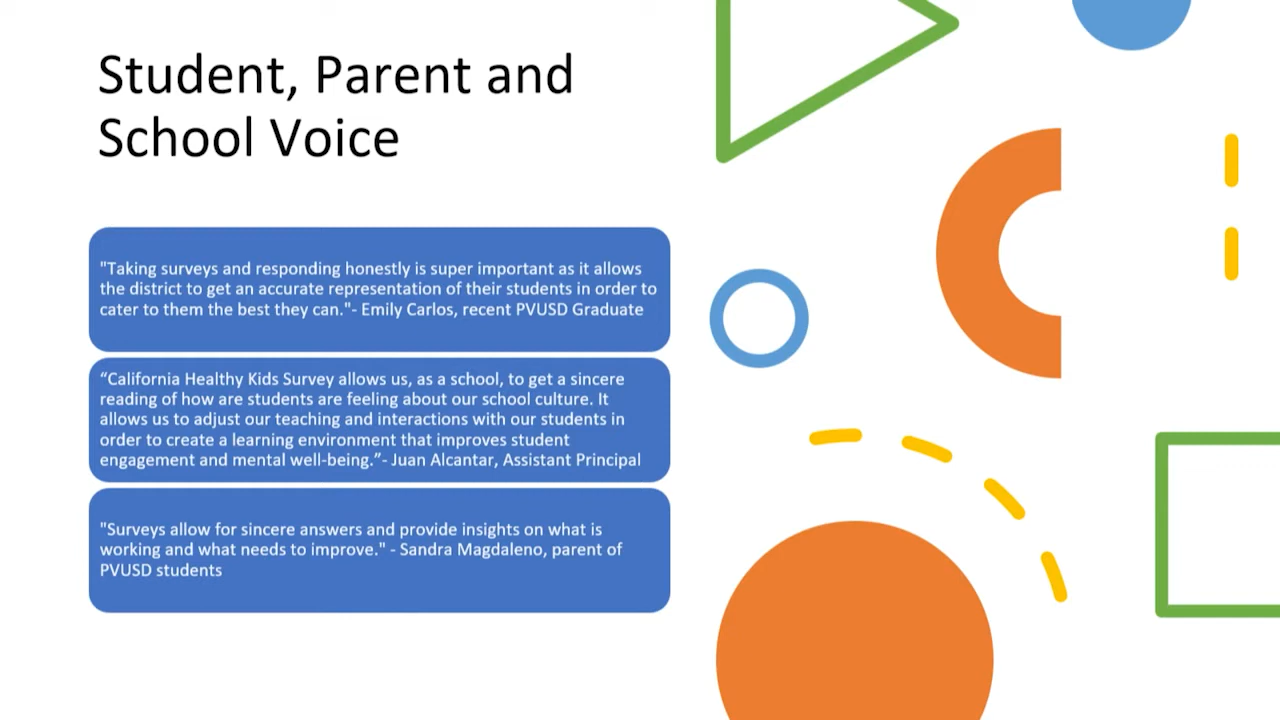 Student, Parent and
School Voice
"Taking surveys and responding honestly is super important as it allows
the district to get an accurate representation of their students in order to
cater to them the best they can."- Emily Carlos, recent PVUSD Graduate
“California Healthy Kids Survey allows us, as a school, to get a sincere
reading of how are students are feeling about our school culture. It
allows us to adjust our teaching and interactions with our students in
order to create a learning environment that improves student
engagement and mental well-being.”- Juan Alcantar, Assistant Principal
"Surveys allow for sincere answers and provide insights on what is
working and what needs to improve." - Sandra Magdaleno, parent of
PVUSD students